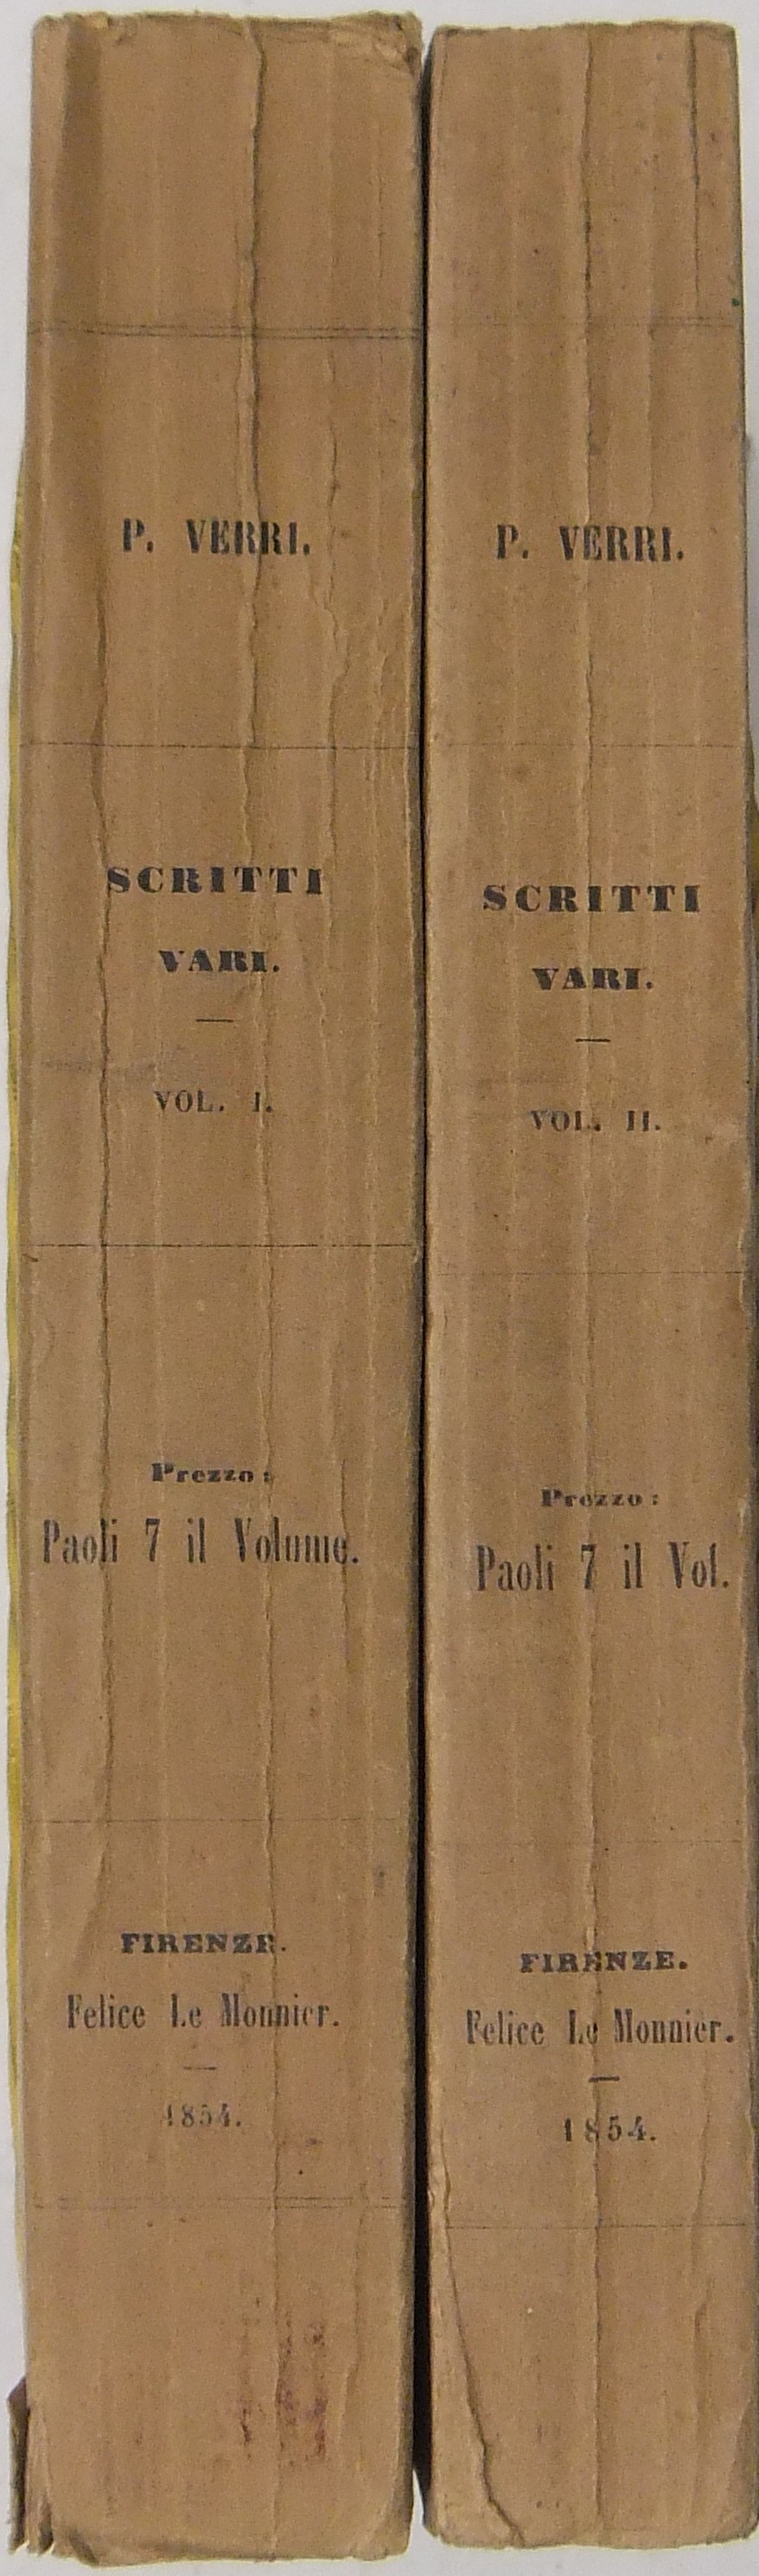 P. VERRI.
SCRITTI
VARI.
VOL. I.
Prezzo:
Paoli 7 il Volume.
FIRENZE.
Felice Le Monnier.
1854.
P. VERRI.
SCRITTI
VARI.
VOL. II.
Prezzo:
Paoli 7 il Vol.
FIRENZE.
Felice Le Monnier.
1854.